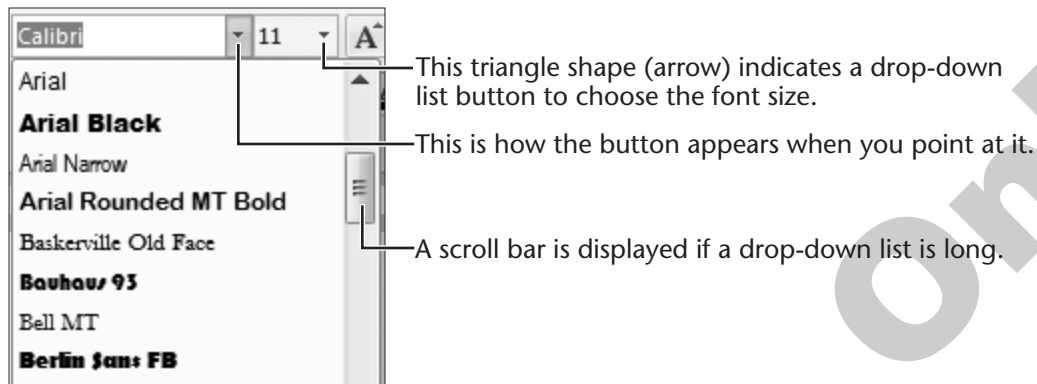 Calibri 11 A
Arial
Arial Black
Arial Narrow
Arial Rounded MT Bold
Baskerville Old Face
Bauhaus 93
Bell MT
Berlin Sans FB
This triangle shape (arrow) indicates a drop-down
list button to choose the font size.
This is how the button appears when you point at it.
A scroll bar is displayed if a drop-down list is long.